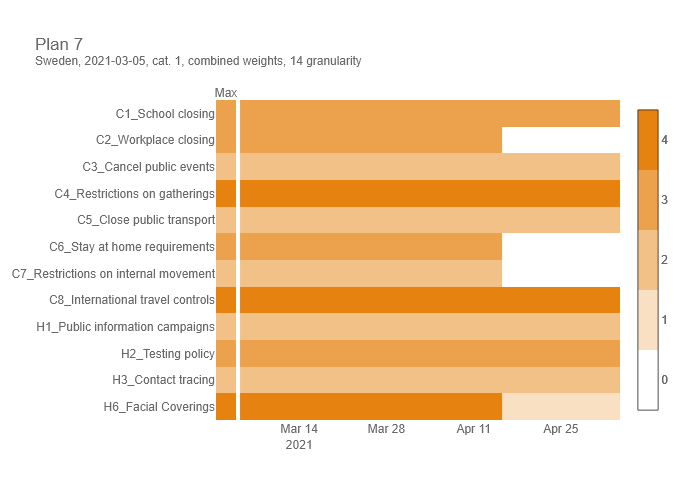 Plan 7
Sweden, 2021-03-05, cat. 1, combined weights, 14 granularity
Max
C1_School closing
C2_Workplace closing
C3_Cancel public events
C4_Restrictions on gatherings
C5_Close public transport
C6_Stay at home requirements
C7_Restrictions on internal movement
C8_International travel controls
H1_Public information campaigns
H2_Testing policy
H3_Contact tracing
H6_Facial Coverings
Mar 14 Mar 28 Apr 11 Apr 25
2021
4
3
2
1
0